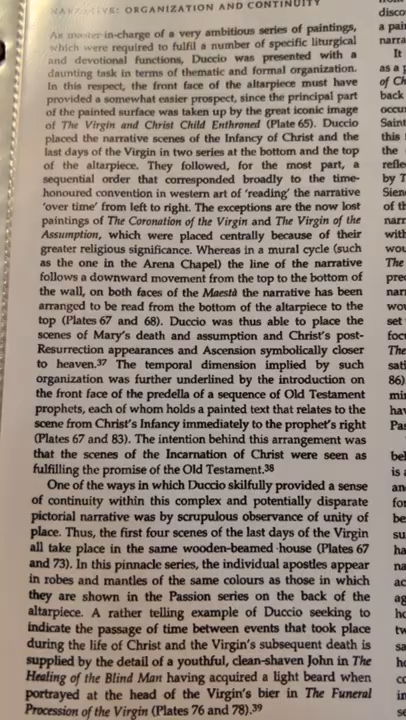 NARRATIVE: ORGANIZATION AND CONTINUITY
As master in-charge of a very ambitious series of paintings,
which were required to fulfil a number of specific liturgical
and devotional functions, Duccio was presented with a
daunting task in terms of thematic and formal organization.
In this respect, the front face of the altarpiece must have
provided a somewhat easier prospect, since the principal part
of the painted surface was taken up by the great iconic image
of The Virgin and Christ Child Enthroned (Plate 65). Duccio
placed the narrative scenes of the Infancy of Christ and the
last days of the Virgin in two series at the bottom and the top
of the altarpiece. They followed, for the most part, a
sequential order that corresponded broadly to the time-
honoured convention in western art of 'reading' the narrative
'over time' from left to right. The exceptions are the now lost
paintings of The Coronation of the Virgin and The Virgin of the
Assumption, which were placed centrally because of their
greater religious significance. Whereas in a mural cycle (such
as the one in the Arena Chapel) the line of the narrative
follows a downward movement from the top to the bottom of
the wall, on both faces of the Maestà the narrative has been
arranged to be read from the bottom of the altarpiece to the
top (Plates 67 and 68). Duccio was thus able to place the
scenes of Mary's death and assumption and Christ's post-
Resurrection appearances and Ascension symbolically closer
to heaven.37 The temporal dimension implied by such
organization was further underlined by the introduction on
the front face of the predella of a sequence of Old Testament
prophets, each of whom holds a painted text that relates to the
scene from Christ's Infancy immediately to the prophet's right
(Plates 67 and 83). The intention behind this arrangement was
that the scenes of the Incarnation of Christ were seen as
fulfilling the promise of the Old Testament.38
One of the ways in which Duccio skilfully provided a sense
of continuity within this complex and potentially disparate
pictorial narrative was by scrupulous observance of unity of
place. Thus, the first four scenes of the last days of the Virgin
all take place in the same wooden-beamed house (Plates 67
and 73). In this pinnacle series, the individual apostles appear
in robes and mantles of the same colours as those in which
they are shown in the Passion series on the back of the
altarpiece. A rather telling example of Duccio seeking to
indicate the passage of time between events that took place
during the life of Christ and the Virgin's subsequent death is
supplied by the detail of a youthful, clean-shaven John in The
Healing of the Blind Man having acquired a light beard when
portrayed at the head of the Virgin's bier in The Funeral
Procession of the Virgin (Plates 76 and 78).39